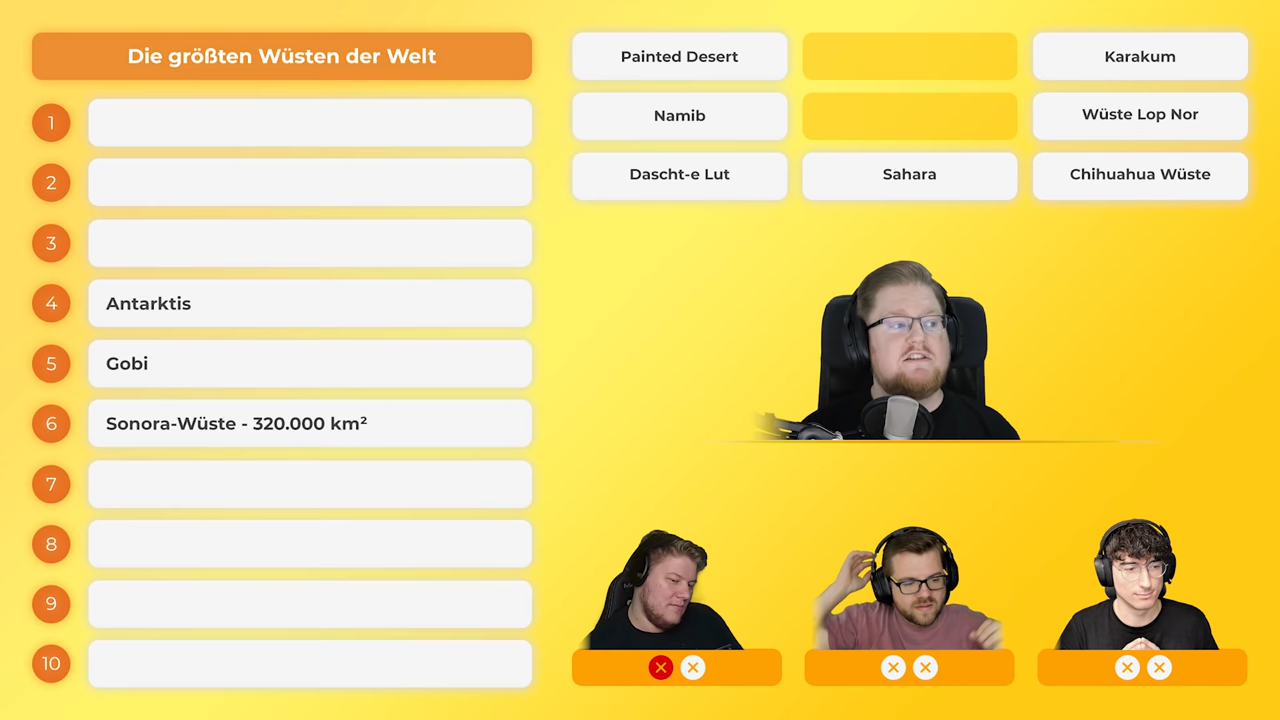 Die größten Wüsten der Welt
1
2
3
4 Antarktis
5 Gobi
6 Sonora-Wüste - 320.000 km²
7
8
9
10
Painted Desert
Karakum
Namib
Wüste Lop Nor
Dascht-e Lut
Sahara
Chihuahua Wüste